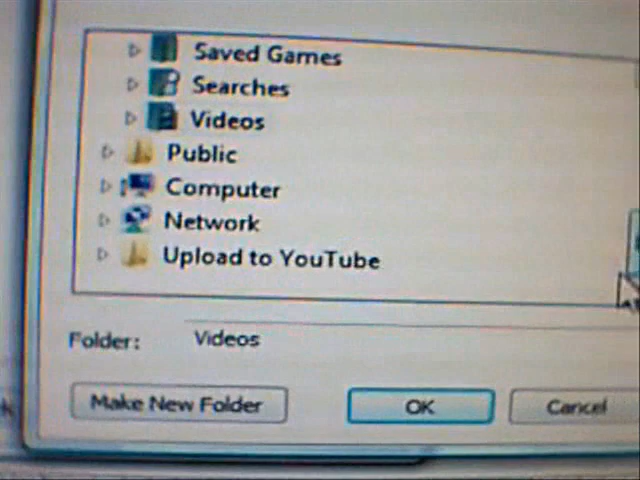 Saved Games
Searches
Videos
Public
Computer
Network
Upload to YouTube
Folder: Videos
Make New Folder OK Cancel